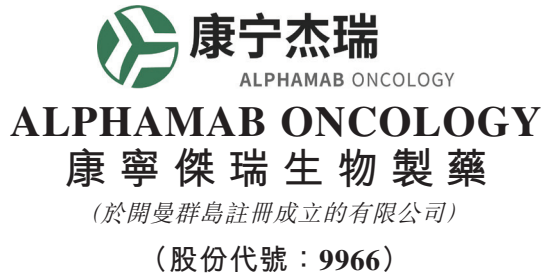 康宁杰瑞
ALPHAMAB ONCOLOGY
ALPHAMAB ONCOLOGY
康寧傑瑞生物製藥
(於開曼群島註冊成立的有限公司)
(股份代號：9966)